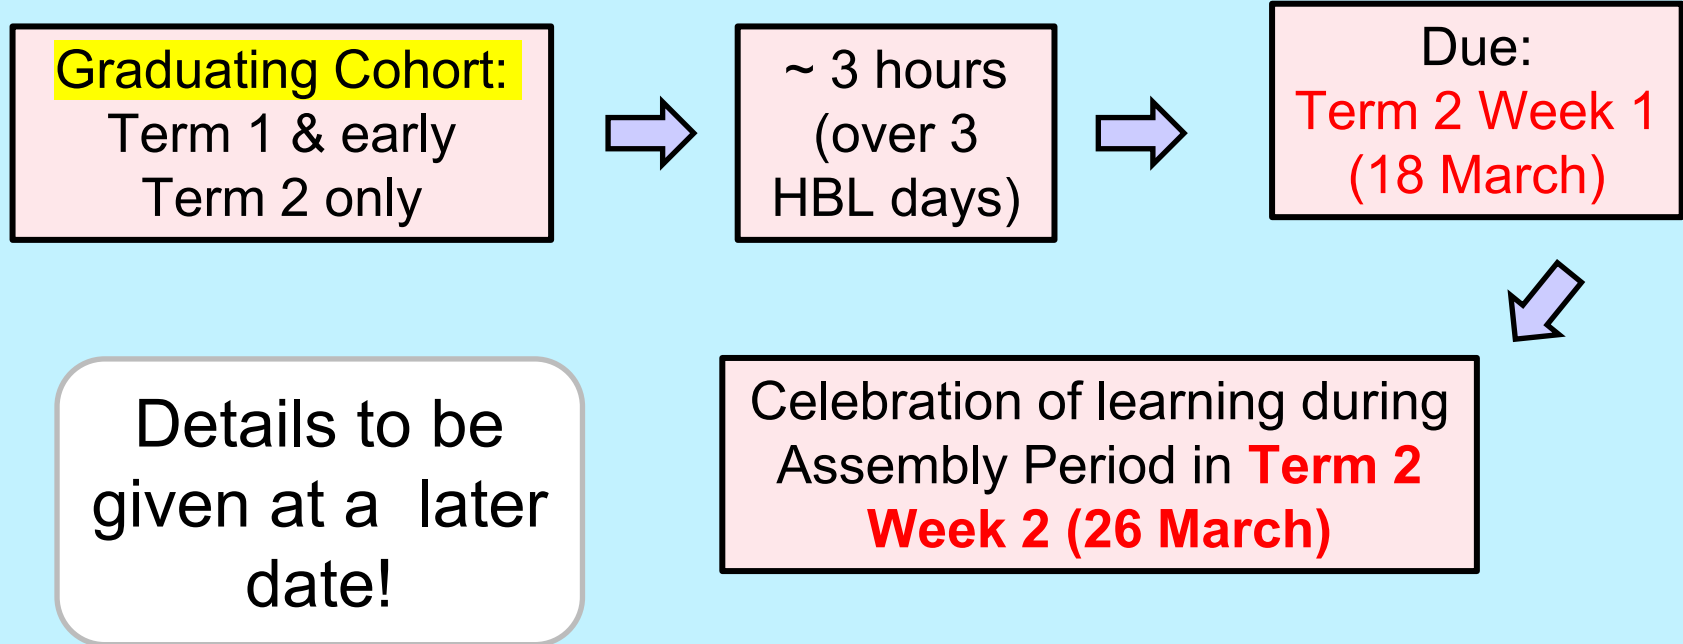 Graduating Cohort:
Term 1 & early
Term 2 only
~ 3 hours
(over 3
HBL days)
Due:
Term 2 Week 1
(18 March)
Celebration of learning during
Assembly Period in Term 2
Week 2 (26 March)
Details to be
given at a  later
date!